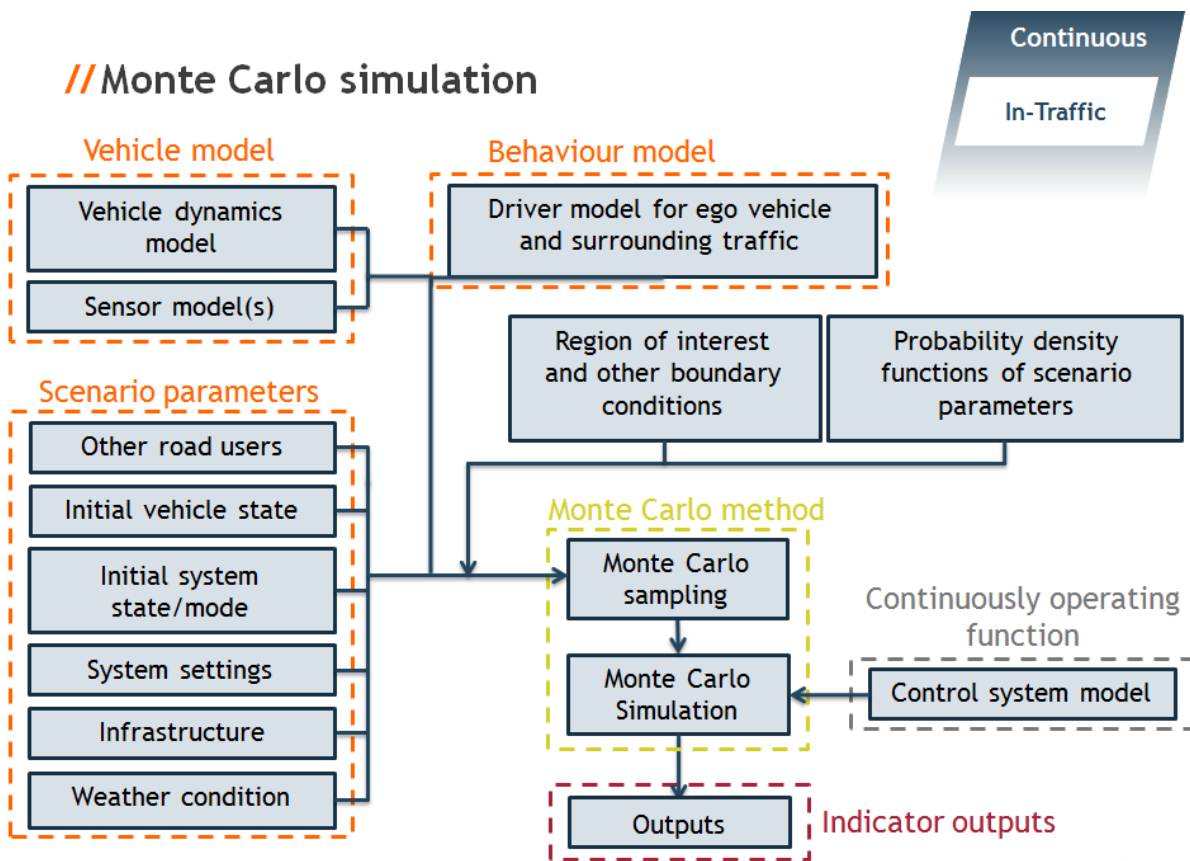 Continuous
In-Traffic
//Monte Carlo simulation
Vehicle model
Vehicle dynamics
model
Sensor model(s)
Behaviour model
Driver model for ego vehicle
and surrounding traffic
Region of interest
and other boundary
conditions
Probability density
functions of scenario
parameters
Scenario parameters
Other road users
Initial vehicle state
Initial system
state/mode
System settings
Infrastructure
Weather condition
Monte Carlo method
Monte Carlo
sampling
Monte Carlo
Simulation
Continuously operating
function
Control system model
Outputs
Indicator outputs